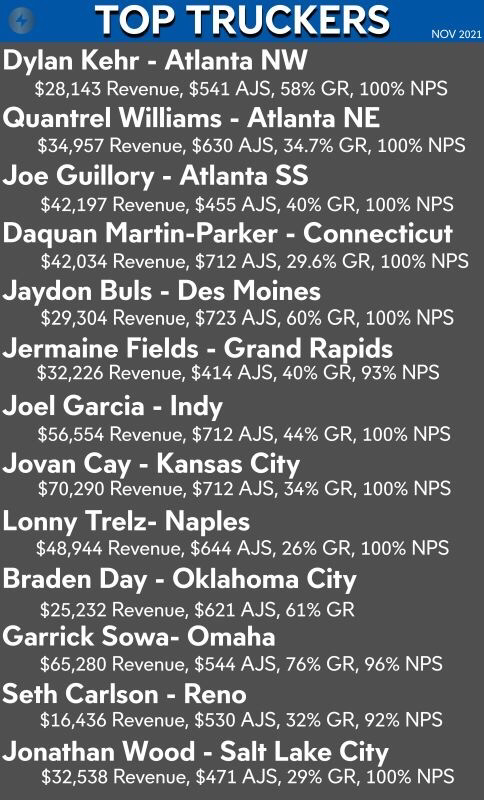 TOP TRUCKERS
NOV 2021
Dylan Kehr - Atlanta NW
$28,143 Revenue, $541 AJS, 58% GR, 100% NPS
Quantrel Williams - Atlanta NE
$34,957 Revenue, $630 AJS, 34.7% GR, 100% NPS
Joe Guillory - Atlanta SS
$42,197 Revenue, $455 AJS, 40% GR, 100% NPS
Daquan Martin-Parker - Connecticut
$42,034 Revenue, $712 AJS, 29.6% GR, 100% NPS
Jaydon Buls - Des Moines
$29,304 Revenue, $723 AJS, 60% GR, 100% NPS
Jermaine Fields - Grand Rapids
$32,226 Revenue, $414 AJS, 40% GR, 93% NPS
Joel Garcia - Indy
$56,554 Revenue, $712 AJS, 44% GR, 100% NPS
Jovan Cay - Kansas City
$70,290 Revenue, $712 AJS, 34% GR, 100% NPS
Lonny Trelz- Naples
$48,944 Revenue, $644 AJS, 26% GR, 100% NPS
Braden Day - Oklahoma City
$25,232 Revenue, $621 AJS, 61% GR
Garrick Sowa- Omaha
$65,280 Revenue, $544 AJS, 76% GR, 96% NPS
Seth Carlson - Reno
$16,436 Revenue, $530 AJS, 32% GR, 92% NPS
Jonathan Wood - Salt Lake City
$32,538 Revenue, $471 AJS, 29% GR, 100% NPS